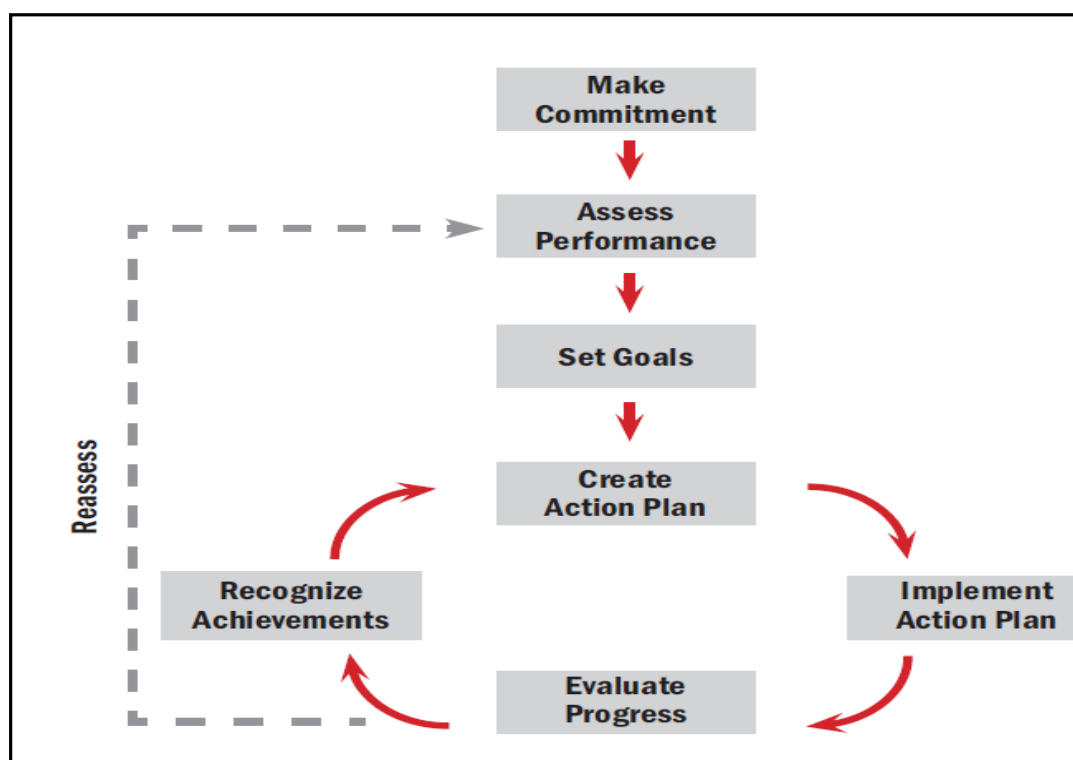 Make
Commitment
Assess
Performance
Set Goals
Create
Action Plan
Reassess
Recognize
Achievements
Implement
Action Plan
Evaluate
Progress